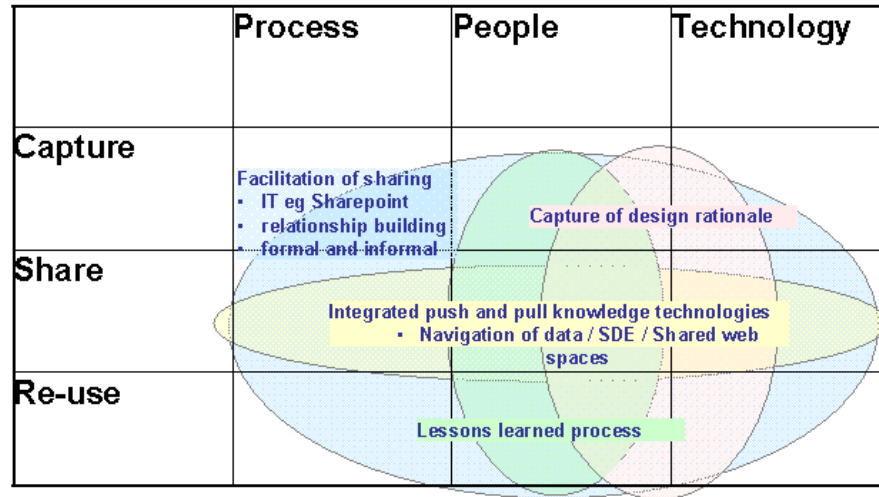 Process People Technology
Capture
Facilitation of sharing
• IT eg Sharepoint
• relationship building
• formal and informal
Capture of design rationale
Share
Integrated push and pull knowledge technologies
• Navigation of data / SDE / Shared web
spaces
Re-use
Lessons learned process